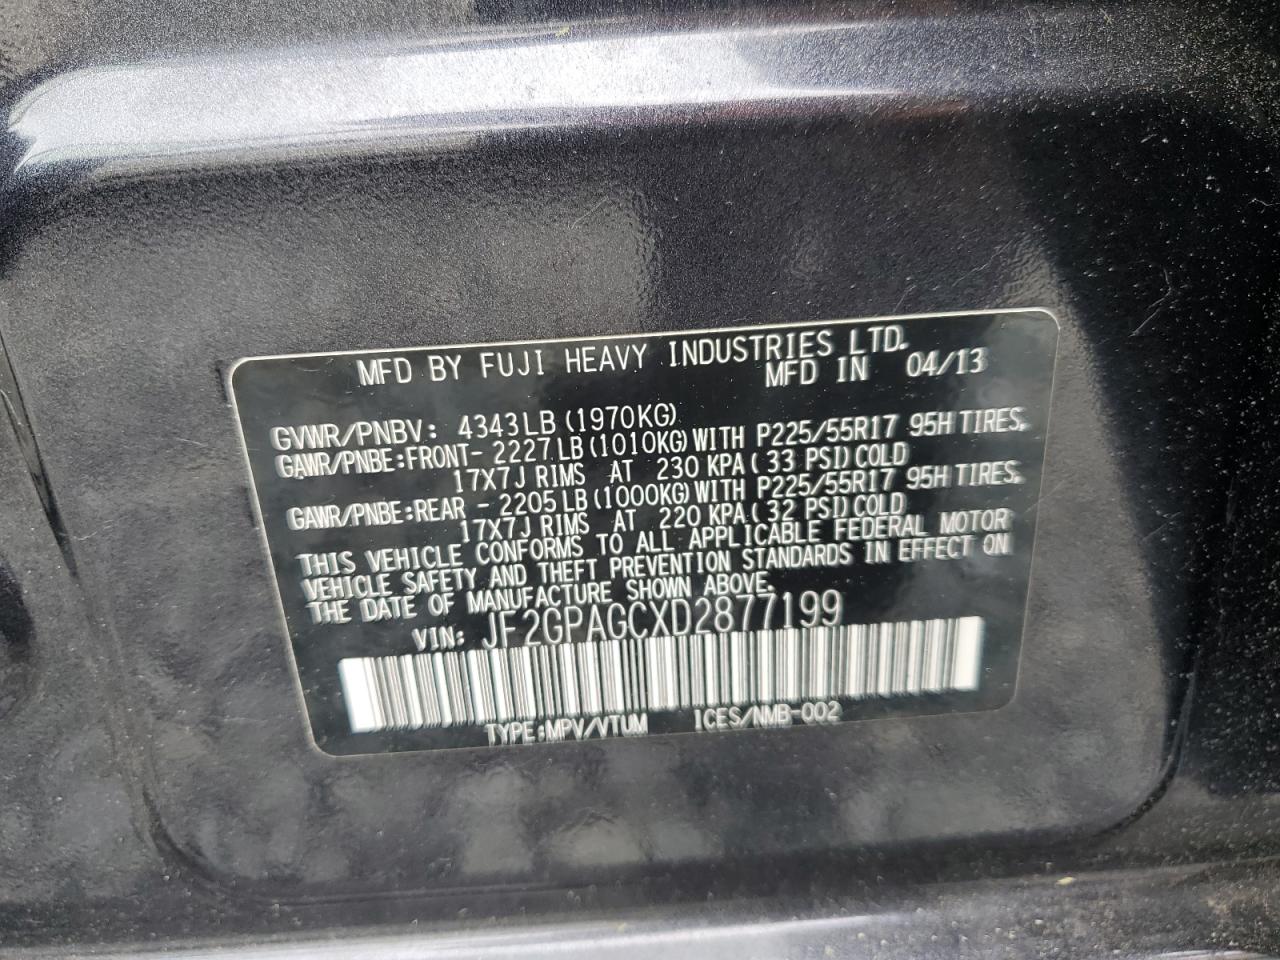 MFD BY FUJI HEAVY INDUSTRIES LTD.
MFD IN 04/13
GVWR/PNBV: 4343LB (1970KG)
GAWR/PNBE:FRONT- 2227LB (1010KG) WITH P225/55R17 95H TIRES,
17X7J RIMS AT 230 KPA (33 PSI) COLD
GAWR/PNBE:REAR - 2205LB (1000KG) WITH P225/55R17 95H TIRES,
17X7J RIMS AT 220 KPA (32 PSI) COLD
THIS VEHICLE CONFORMS TO ALL APPLICABLE FEDERAL MOTOR
VEHICLE SAFETY AND THEFT PREVENTION STANDARDS IN EFFECT ON
THE DATE OF MANUFACTURE SHOWN ABOVE.
VIN: JF2GPAGCXD2877199
TYPE:MPV/VTUM ICES/NMB-002